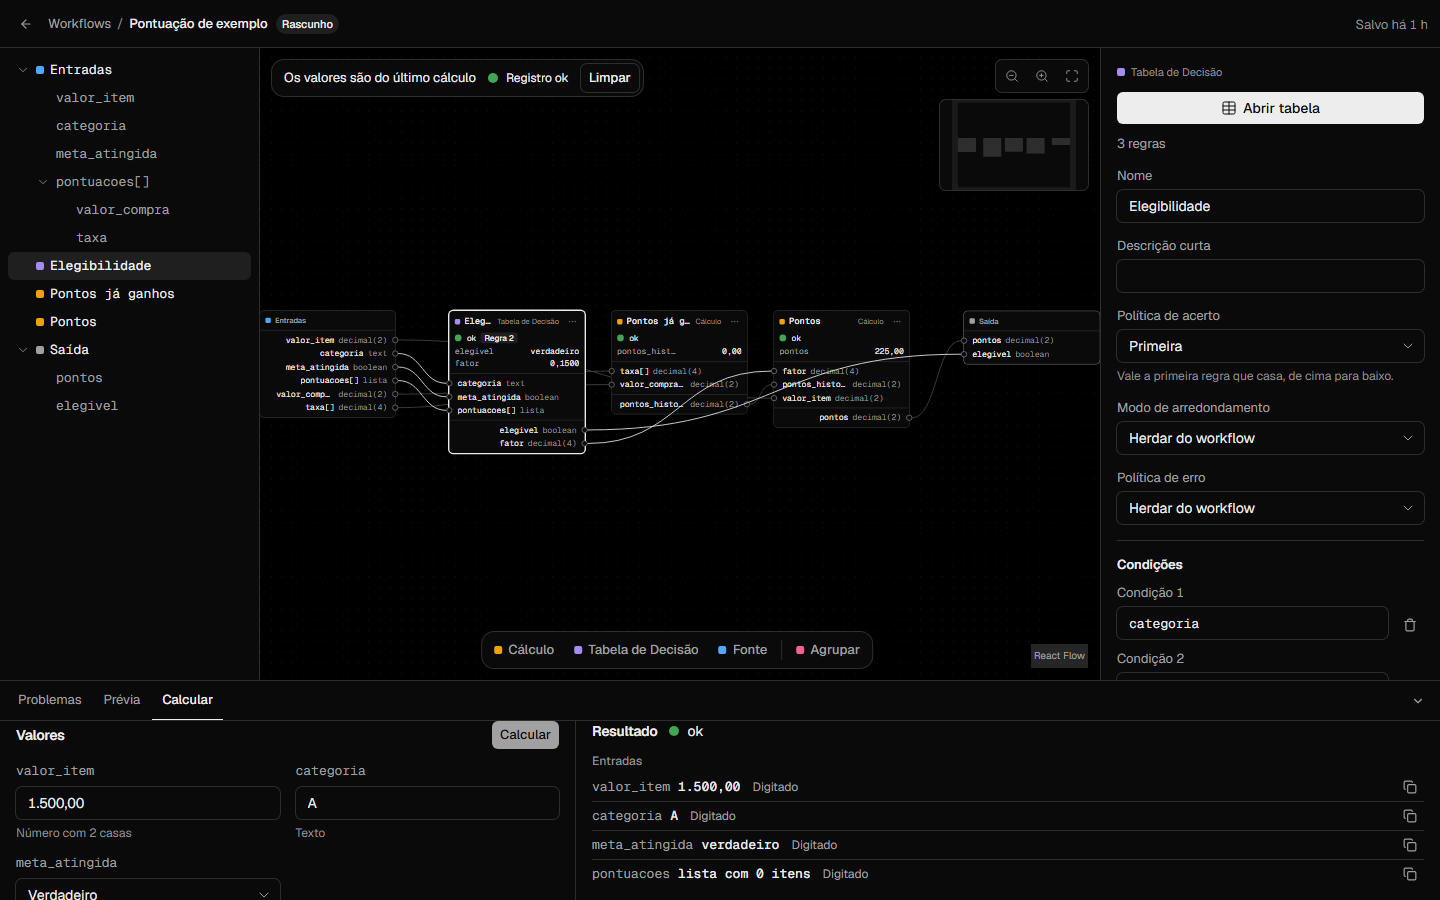 Workflows / Pontuação de exemplo Rascunho
Salvo há 1 h
Entradas
valor_item
categoria
meta_atingida
pontuacoes[]
valor_compra
taxa
Elegibilidade
Pontos já ganhos
Pontos
Saída
pontos
elegivel
Os valores são do último cálculo Registro ok Limpar
Entradas
valor_item decimal(2)
categoria text
meta_atingida boolean
pontuacoes[] lista
valor_comp… decimal(2)
taxa[] decimal(4)
Eleg… Tabela de Decisão ···
ok Regra 2
elegivel verdadeiro
fator 0,1500
categoria text
meta_atingida boolean
pontuacoes[] lista
elegivel boolean
fator decimal(4)
Pontos já g… Cálculo ···
ok
pontos_hist… 0,00
taxa[] decimal(4)
valor_compra… decimal(2)
pontos_histo… decimal(2)
Pontos Cálculo ···
ok
pontos 225,00
fator decimal(4)
pontos_histo… decimal(2)
valor_item decimal(2)
pontos decimal(2)
Saída
pontos decimal(2)
elegivel boolean
Cálculo Tabela de Decisão Fonte Agrupar
React Flow
Tabela de Decisão
Abrir tabela
3 regras
Nome
Elegibilidade
Descrição curta
Política de acerto
Primeira
Vale a primeira regra que casa, de cima para baixo.
Modo de arredondamento
Herdar do workflow
Política de erro
Herdar do workflow
Condições
Condição 1
categoria
Condição 2
Problemas Prévia Calcular
Valores Calcular
valor_item categoria
1.500,00 A
Número com 2 casas Texto
meta_atingida
Verdadeiro
Resultado ok
Entradas
valor_item 1.500,00 Digitado
categoria A Digitado
meta_atingida verdadeiro Digitado
pontuacoes lista com 0 itens Digitado